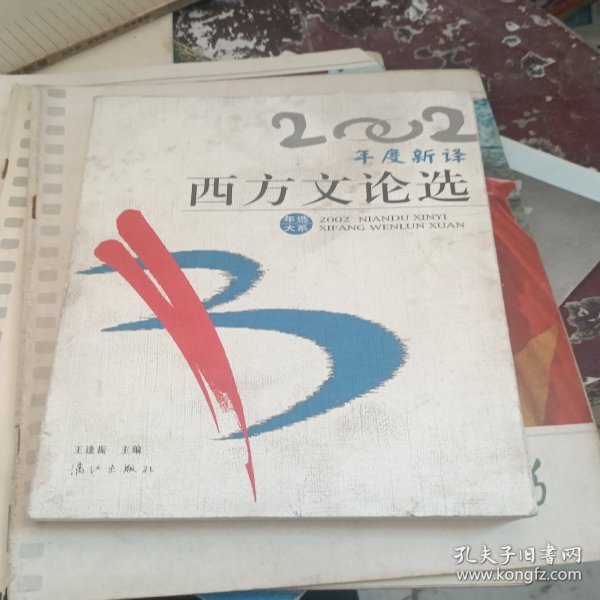 2002
年度新译
西方文论选
年选
大系
2002 NIANDU XINYI
XIFANG WENLUN XUAN
王逢振 主编
漓江出版社
孔夫子旧书网
www.kongfz.com